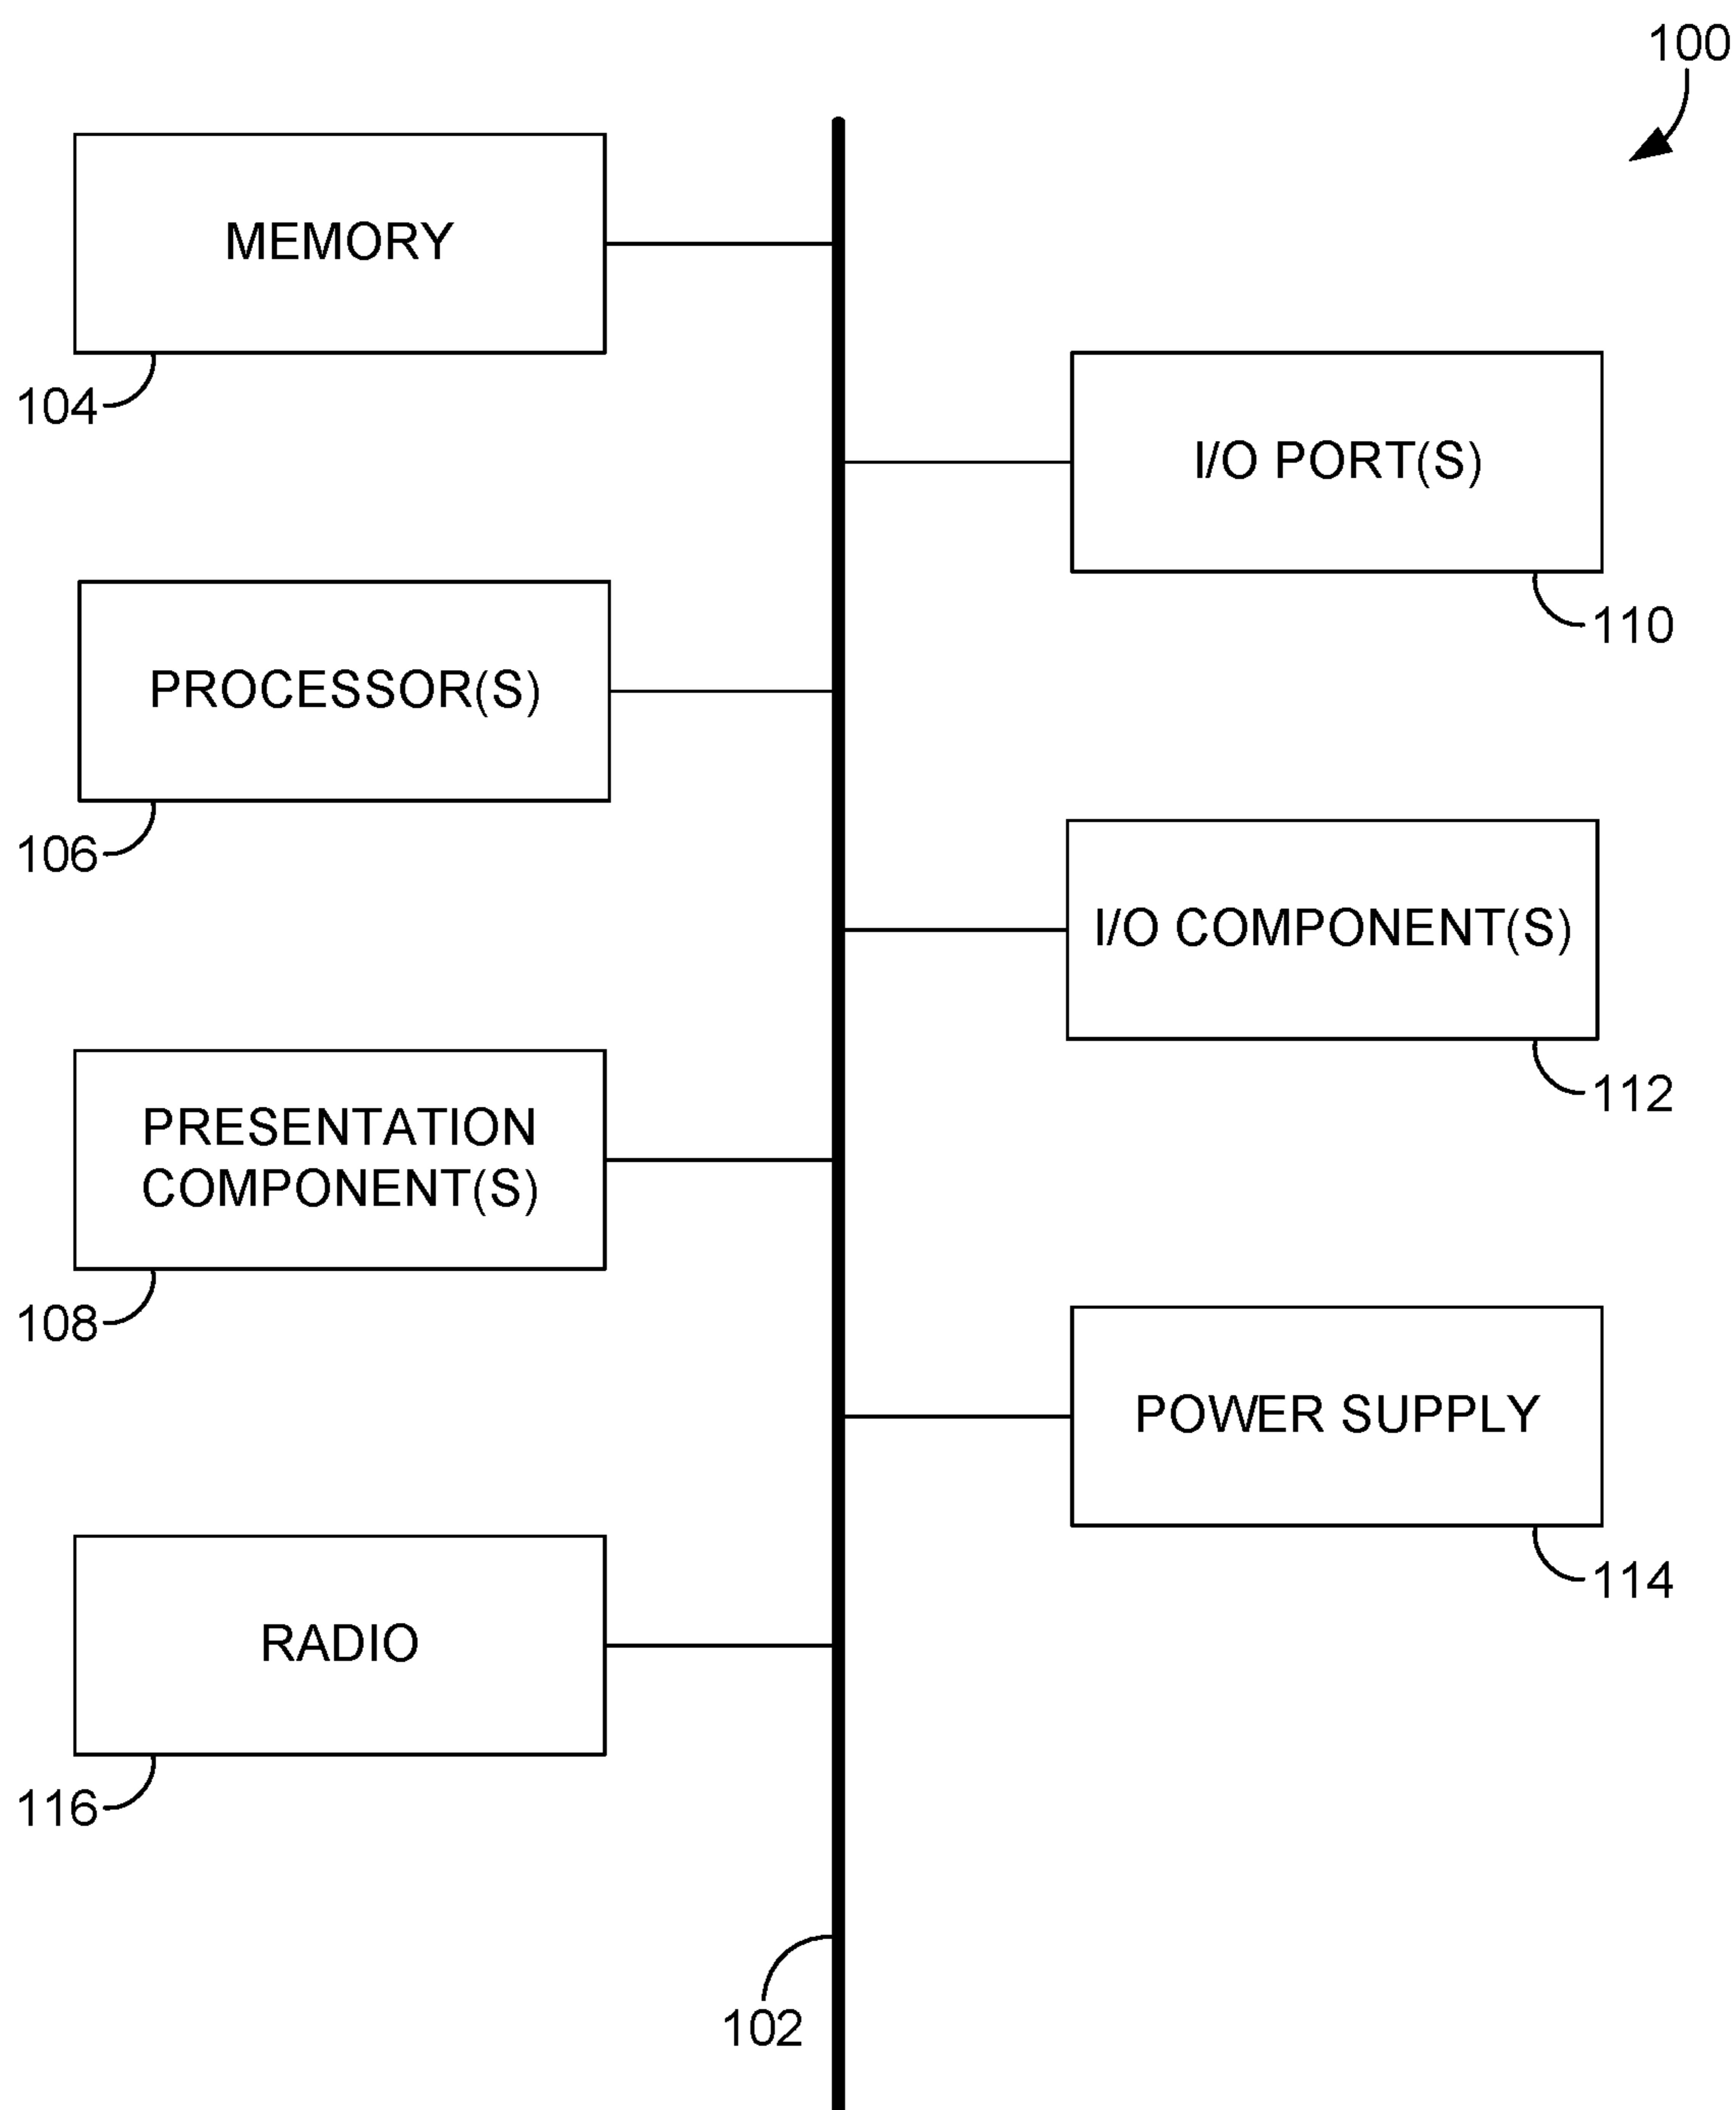 100
MEMORY
104
I/O PORT(S)
110
PROCESSOR(S)
106
I/O COMPONENT(S)
112
PRESENTATION
COMPONENT(S)
108
POWER SUPPLY
114
RADIO
116
102